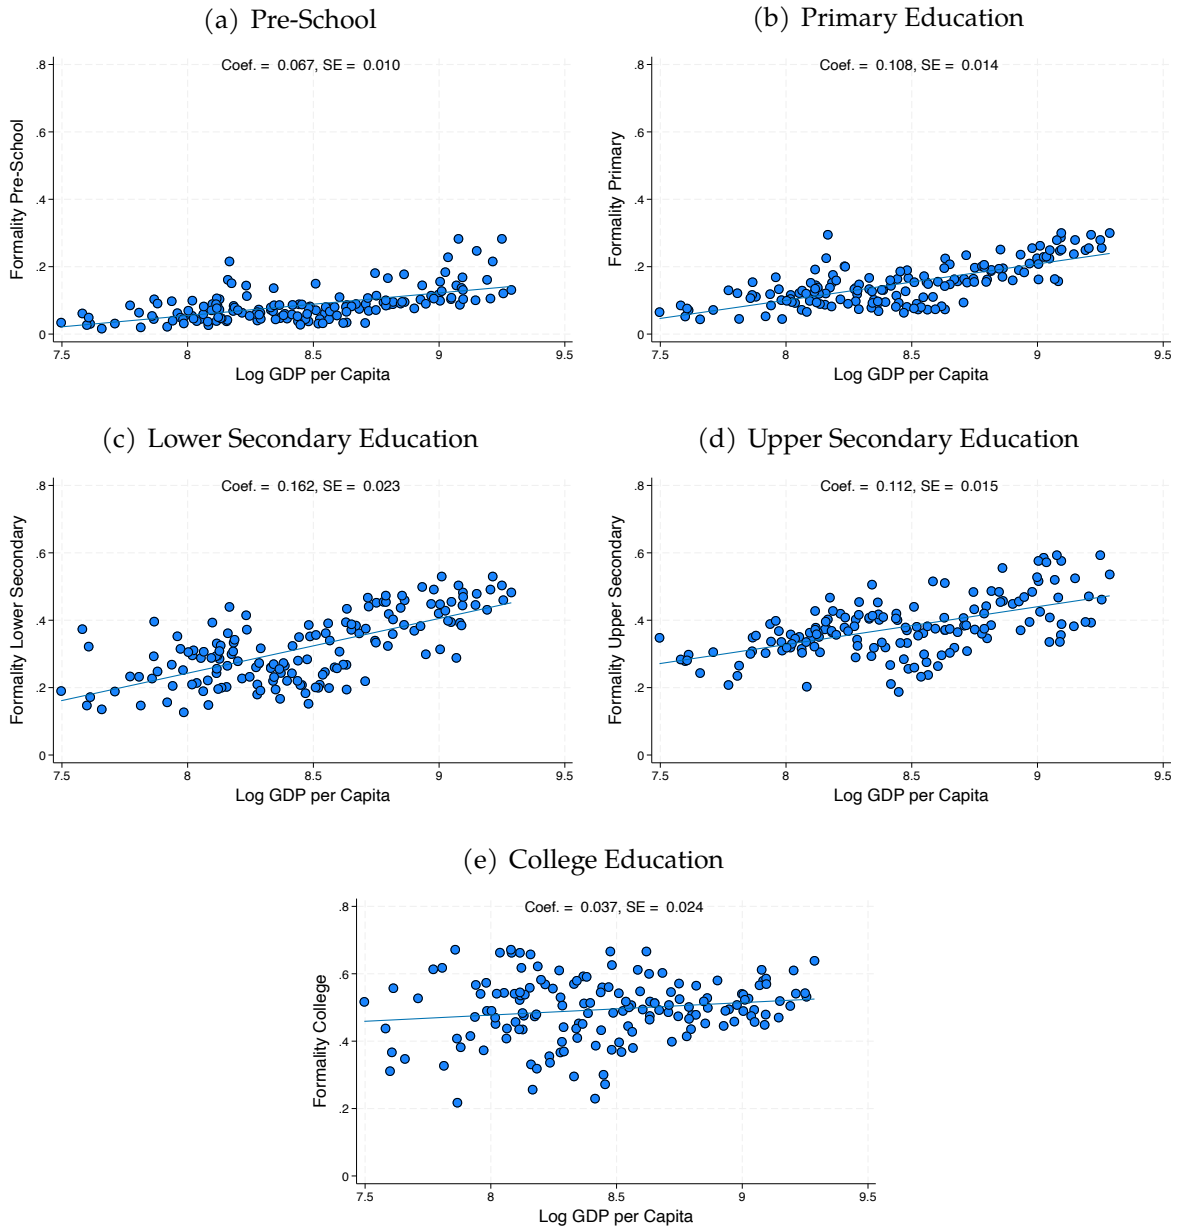 (a) Pre-School
Coef. = 0.067, SE = 0.010
Formality Pre-School
.8
.6
.4
.2
0
7.5 8 8.5 9 9.5
Log GDP per Capita
(b) Primary Education
Coef. = 0.108, SE = 0.014
Formality Primary
.8
.6
.4
.2
0
7.5 8 8.5 9 9.5
Log GDP per Capita
(c) Lower Secondary Education
Coef. = 0.162, SE = 0.023
Formality Lower Secondary
.8
.6
.4
.2
0
7.5 8 8.5 9 9.5
Log GDP per Capita
(d) Upper Secondary Education
Coef. = 0.112, SE = 0.015
Formality Upper Secondary
.8
.6
.4
.2
0
7.5 8 8.5 9 9.5
Log GDP per Capita
(e) College Education
Coef. = 0.037, SE = 0.024
Formality College
.8
.6
.4
.2
0
7.5 8 8.5 9 9.5
Log GDP per Capita